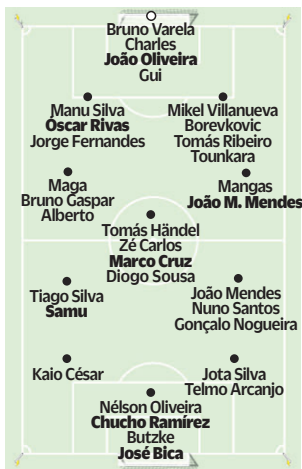 Bruno Varela
Charles
João Oliveira
Gui
Manu Silva
Óscar Rivas
Jorge Fernandes
Mikel Villanueva
Borevkovic
Tomás Ribeiro
Tounkara
Maga
Bruno Gaspar
Alberto
Mangas
João M. Mendes
Tomás Händel
Zé Carlos
Marco Cruz
Diogo Sousa
Tiago Silva
Samu
João Mendes
Nuno Santos
Gonçalo Nogueira
Kaio César
Jota Silva
Telmo Arcanjo
Nélson Oliveira
Chucho Ramírez
Butzke
José Bica